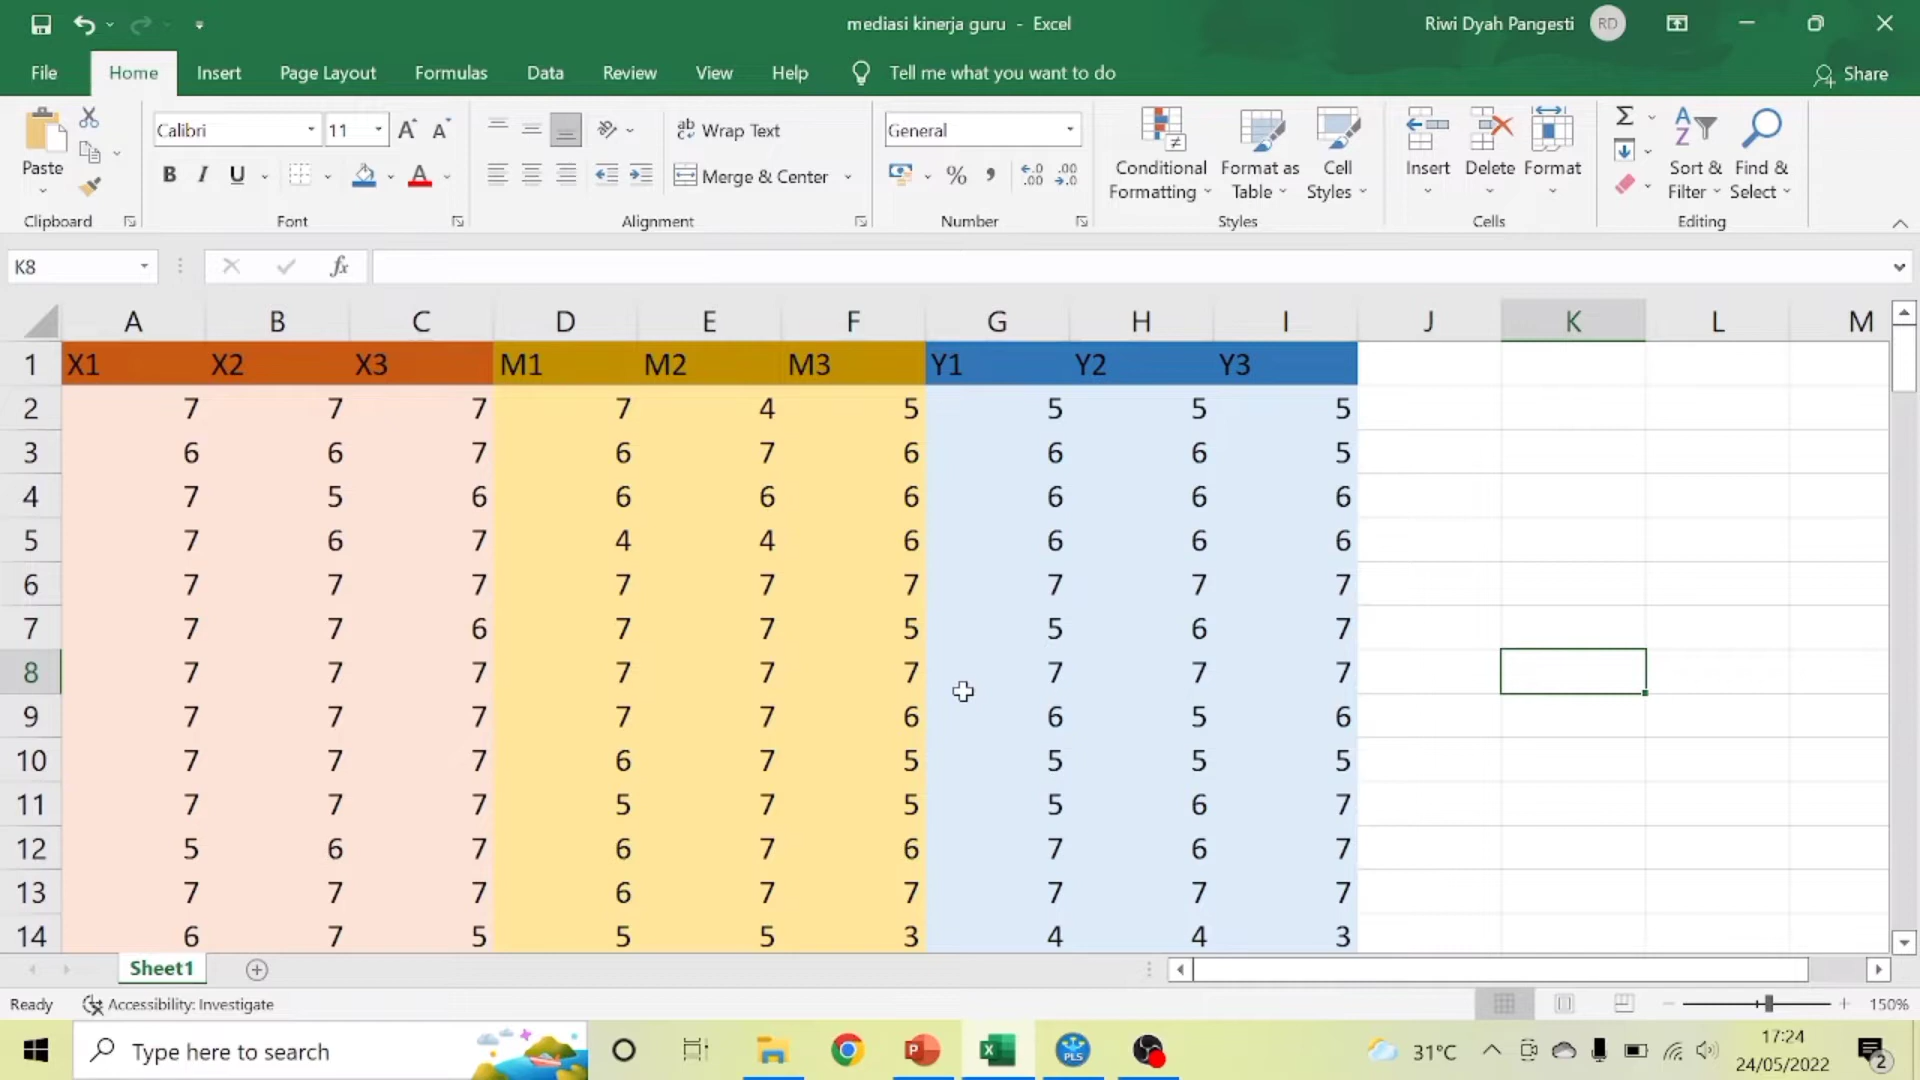 mediasi kinerja guru - Excel
Riwi Dyah Pangesti RD
File Home Insert Page Layout Formulas Data Review View Help Tell me what you want to do Share
Paste
Clipboard
Calibri 11
B I U A
Font
ab Wrap Text
Merge & Center
Alignment
General
%
Number
Conditional Formatting
Format as Table
Cell Styles
Styles
Insert Delete Format
Cells
Sort & Filter
Find & Select
Editing
K8 fx
A B C D E F G H I J K L M
1 X1 X2 X3 M1 M2 M3 Y1 Y2 Y3
2 7 7 7 7 4 5 5 5 5
3 6 6 7 6 7 6 6 6 5
4 7 5 6 6 6 6 6 6 6
5 7 6 7 4 4 6 6 6 6
6 7 7 7 7 7 7 7 7 7
7 7 7 6 7 7 5 5 6 7
8 7 7 7 7 7 7 7 7 7
9 7 7 7 7 7 6 6 5 6
10 7 7 7 6 7 5 5 5 5
11 7 7 7 5 7 5 5 6 7
12 5 6 7 6 7 6 7 6 7
13 7 7 7 6 7 7 7 7 7
14 6 7 5 5 5 3 4 4 3
Sheet1
Ready Accessibility: Investigate 150%
Type here to search
PLS
31°C
17:24
24/05/2022
2